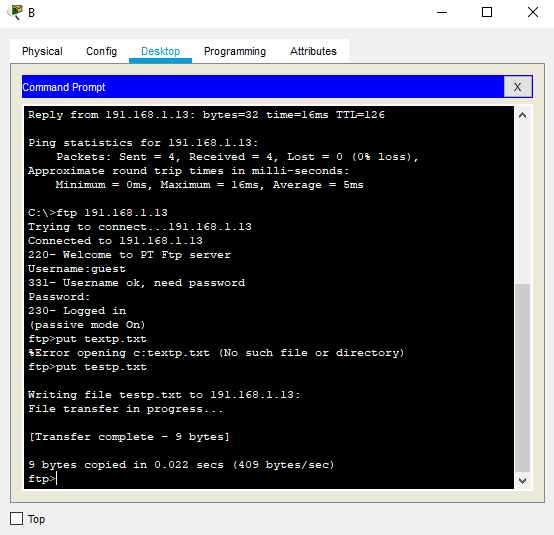 B
Physical Config Desktop Programming Attributes
Command Prompt X
Reply from 191.168.1.13: bytes=32 time=16ms TTL=126
Ping statistics for 191.168.1.13:
Packets: Sent = 4, Received = 4, Lost = 0 (0% loss),
Approximate round trip times in milli-seconds:
Minimum = 0ms, Maximum = 16ms, Average = 5ms
C:\>ftp 191.168.1.13
Trying to connect...191.168.1.13
Connected to 191.168.1.13
220- Welcome to PT Ftp server
Username:guest
331- Username ok, need password
Password:
230- Logged in
(passive mode On)
ftp>put textp.txt
%Error opening c:textp.txt (No such file or directory)
ftp>put testp.txt
Writing file testp.txt to 191.168.1.13:
File transfer in progress...
[Transfer complete - 9 bytes]
9 bytes copied in 0.022 secs (409 bytes/sec)
ftp>
Top